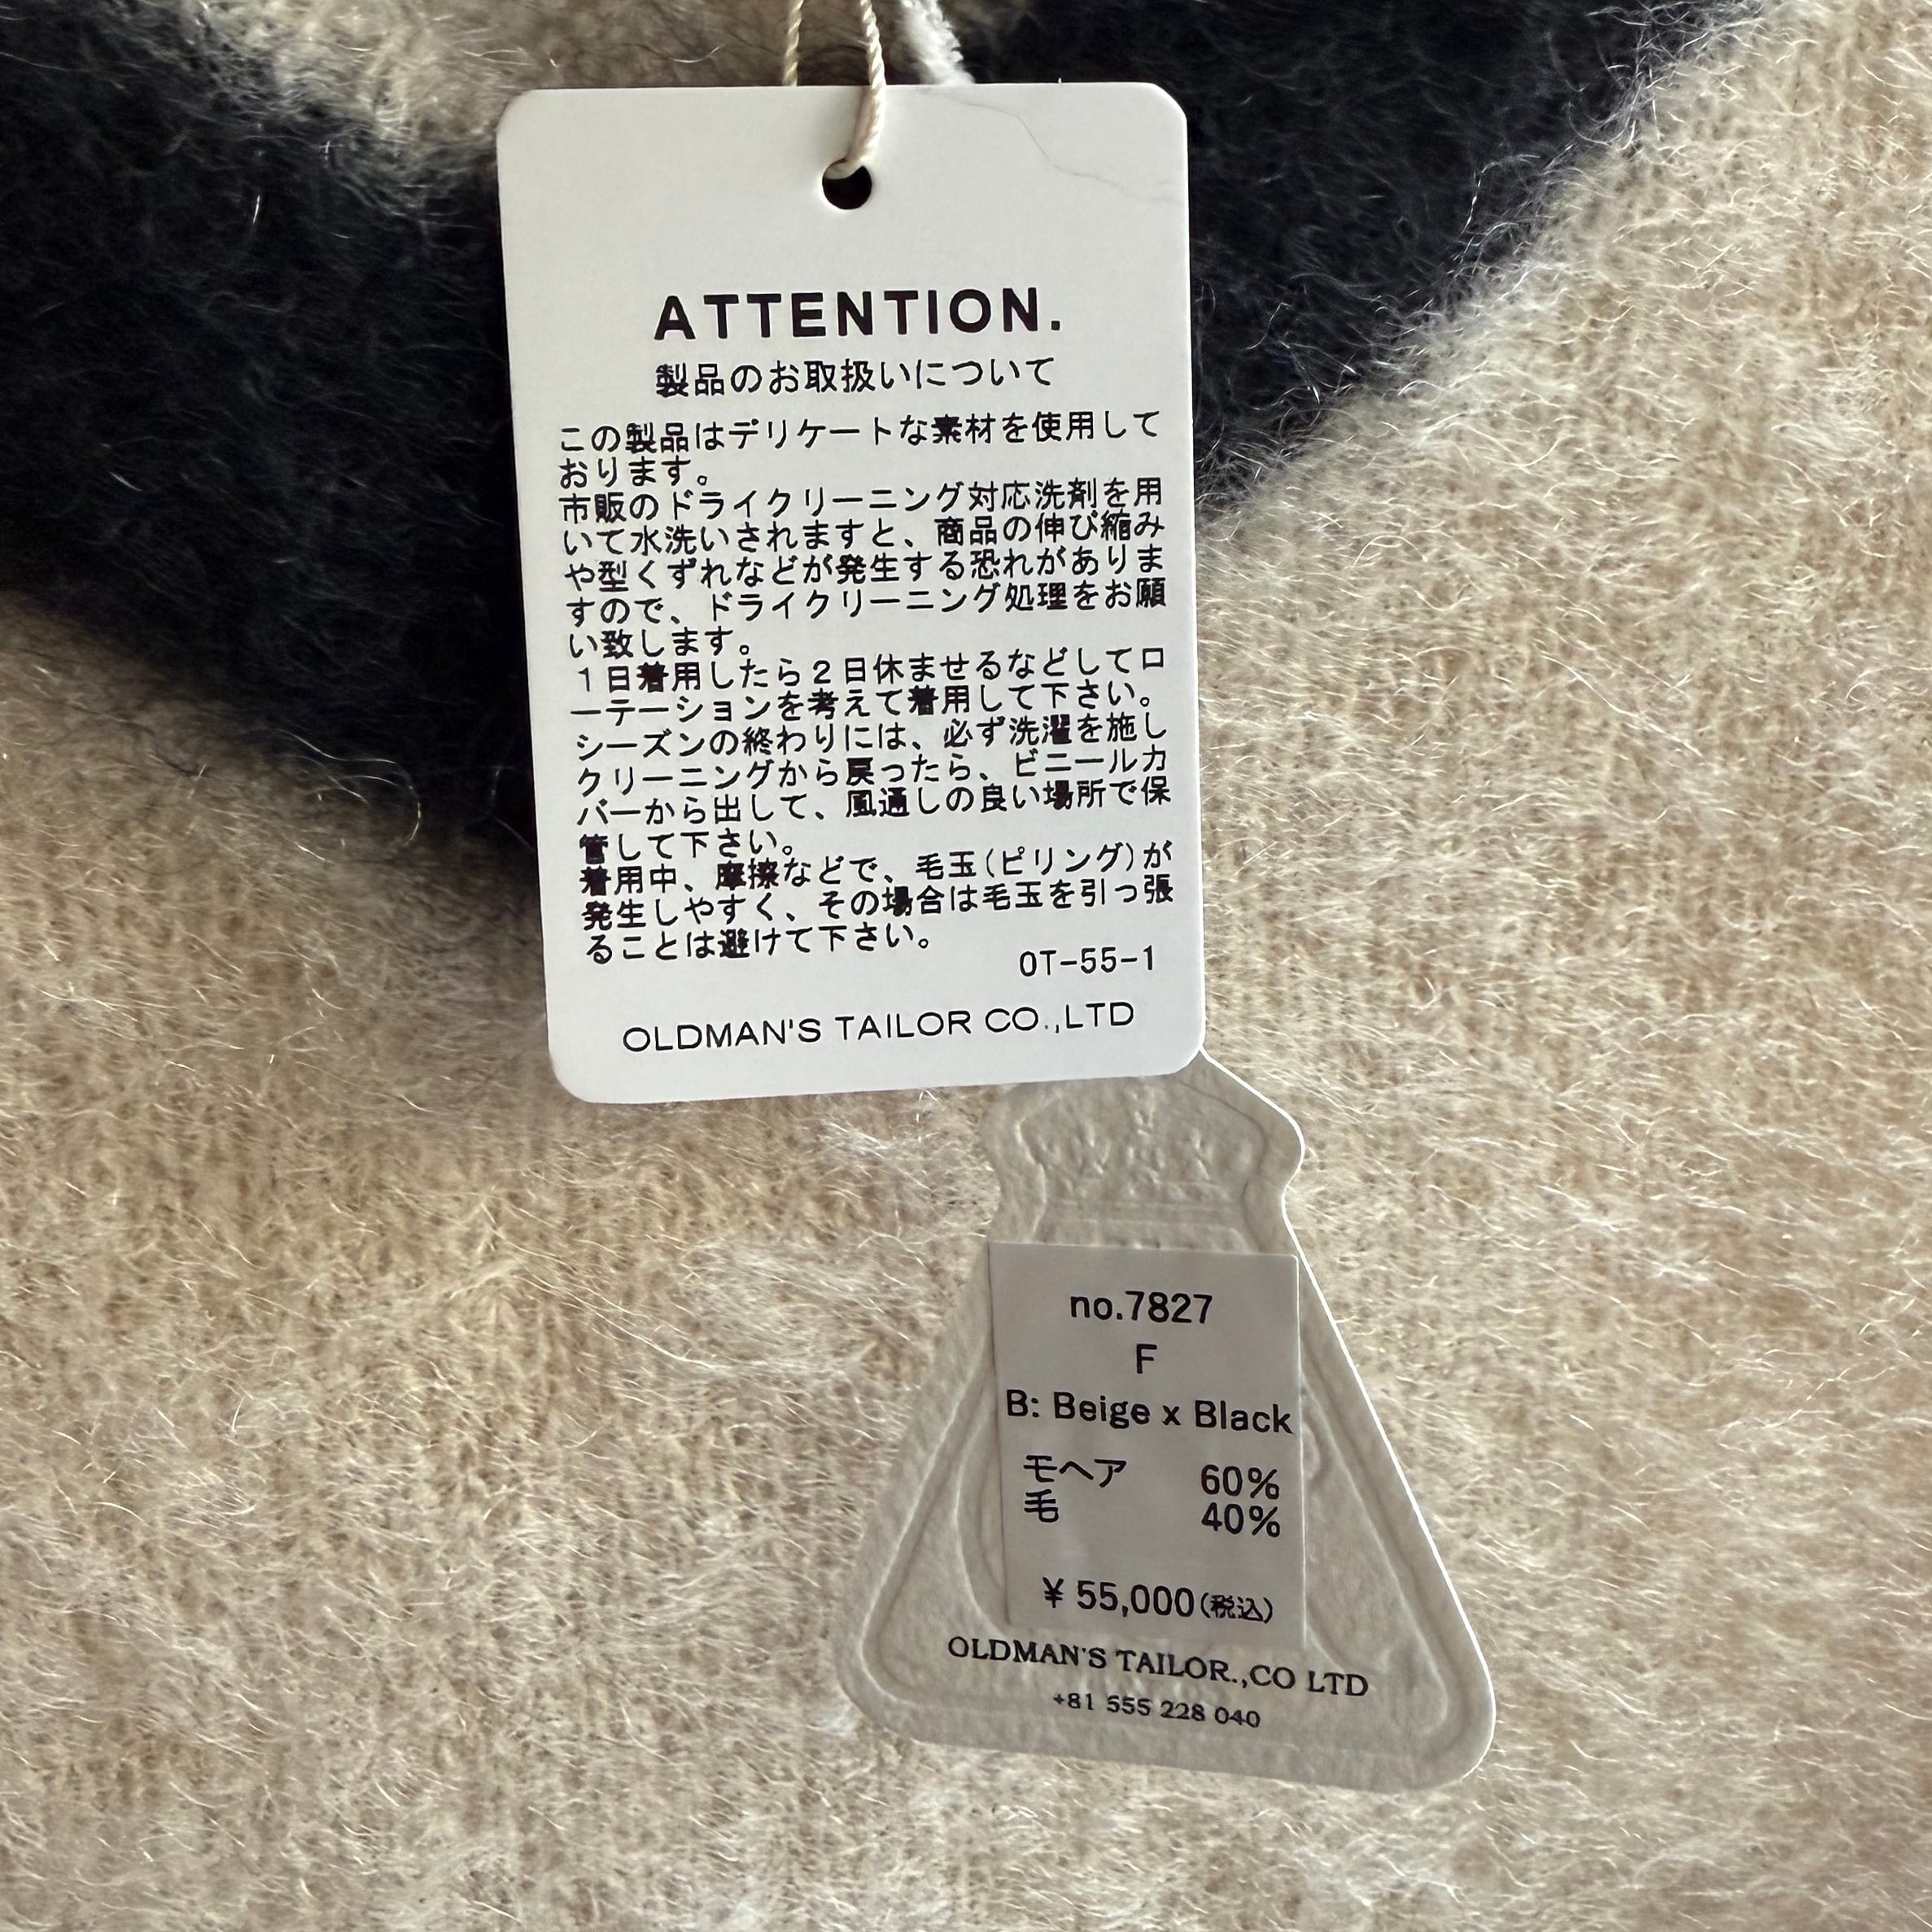 ATTENTION.
製品のお取扱いについて
この製品はデリケートな素材を使用して
おります。
市販のドライクリーニング対応洗剤を用
いて水洗いされますと、商品の伸び縮み
や型くずれなどが発生する恐れがありま
すので、ドライクリーニング処理をお願
い致します。
1日着用したら2日休ませるなどしてロ
ーテーションを考えて着用して下さい。
シーズンの終わりには、必ず洗濯を施し
クリーニングから戻ったら、ビニールカ
バーから出して、風通しの良い場所で保
管して下さい。
着用中、摩擦などで、毛玉(ピリング)が
発生しやすく、その場合は毛玉を引っ張
ることは避けて下さい。
OT-55-1
OLDMAN'S TAILOR CO.,LTD
no.7827
F
B: Beige x Black
モヘア 60%
毛 40%
¥ 55,000(税込)
OLDMAN'S TAILOR.,CO LTD
+81 555 228 040